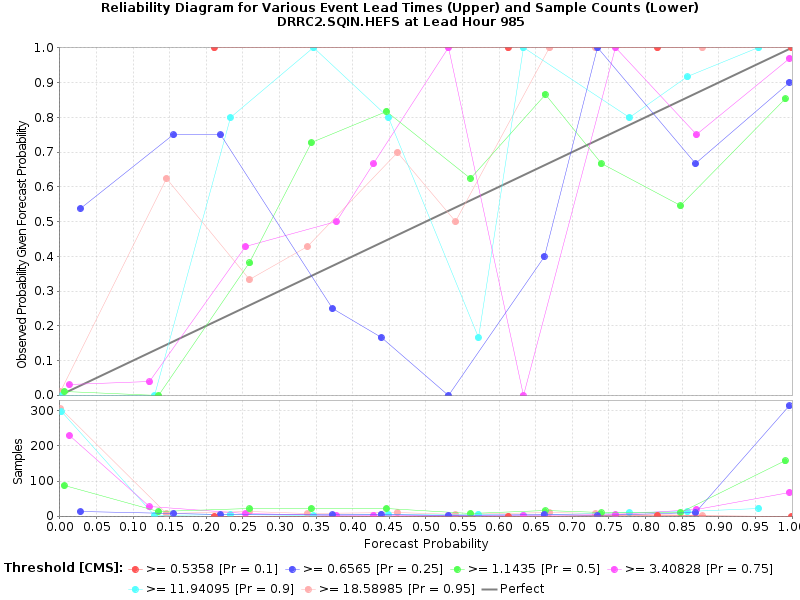 Reliability Diagram for Various Event Lead Times (Upper) and Sample Counts (Lower)
DRRC2.SQIN.HEFS at Lead Hour 985
Observed Probability Given Forecast Probability
1.0
0.9
0.8
0.7
0.6
0.5
0.4
0.3
0.2
0.1
0.0
Samples
300
200
100
0
0.00 0.05 0.10 0.15 0.20 0.25 0.30 0.35 0.40 0.45 0.50 0.55 0.60 0.65 0.70 0.75 0.80 0.85 0.90 0.95 1.00
Forecast Probability
Threshold [CMS]: >= 0.5358 [Pr = 0.1] >= 0.6565 [Pr = 0.25] >= 1.1435 [Pr = 0.5] >= 3.40828 [Pr = 0.75]
>= 11.94095 [Pr = 0.9] >= 18.58985 [Pr = 0.95] Perfect